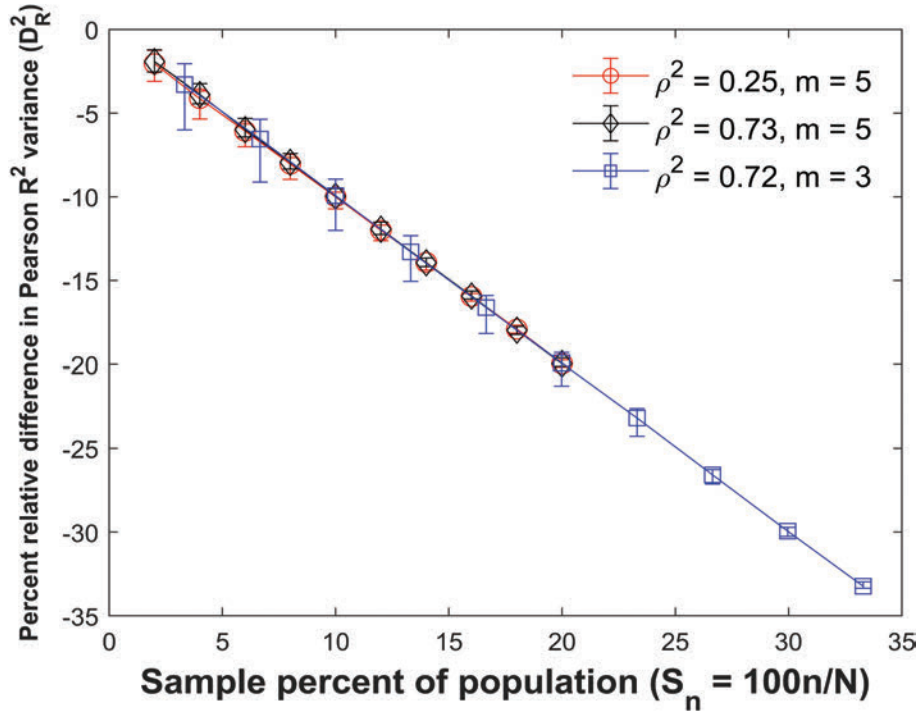 Percent relative difference in Pearson R² variance (D²_R)
0
-5
-10
-15
-20
-25
-30
-35
ρ² = 0.25, m = 5
ρ² = 0.73, m = 5
ρ² = 0.72, m = 3
0 5 10 15 20 25 30 35
Sample percent of population (S_n = 100n/N)